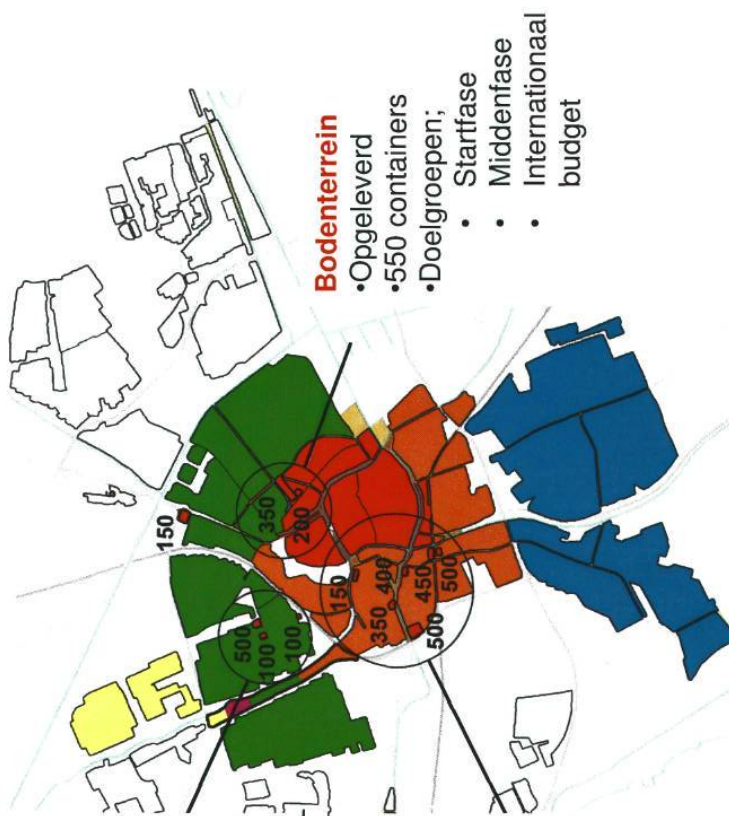 Bodenterrein
•Opgeleverd
•550 containers
•Doelgroepen;
• Startfase
• Middenfase
• Internationaal
budget
150
350
200
500
100
100
150
400
350
450
500
500